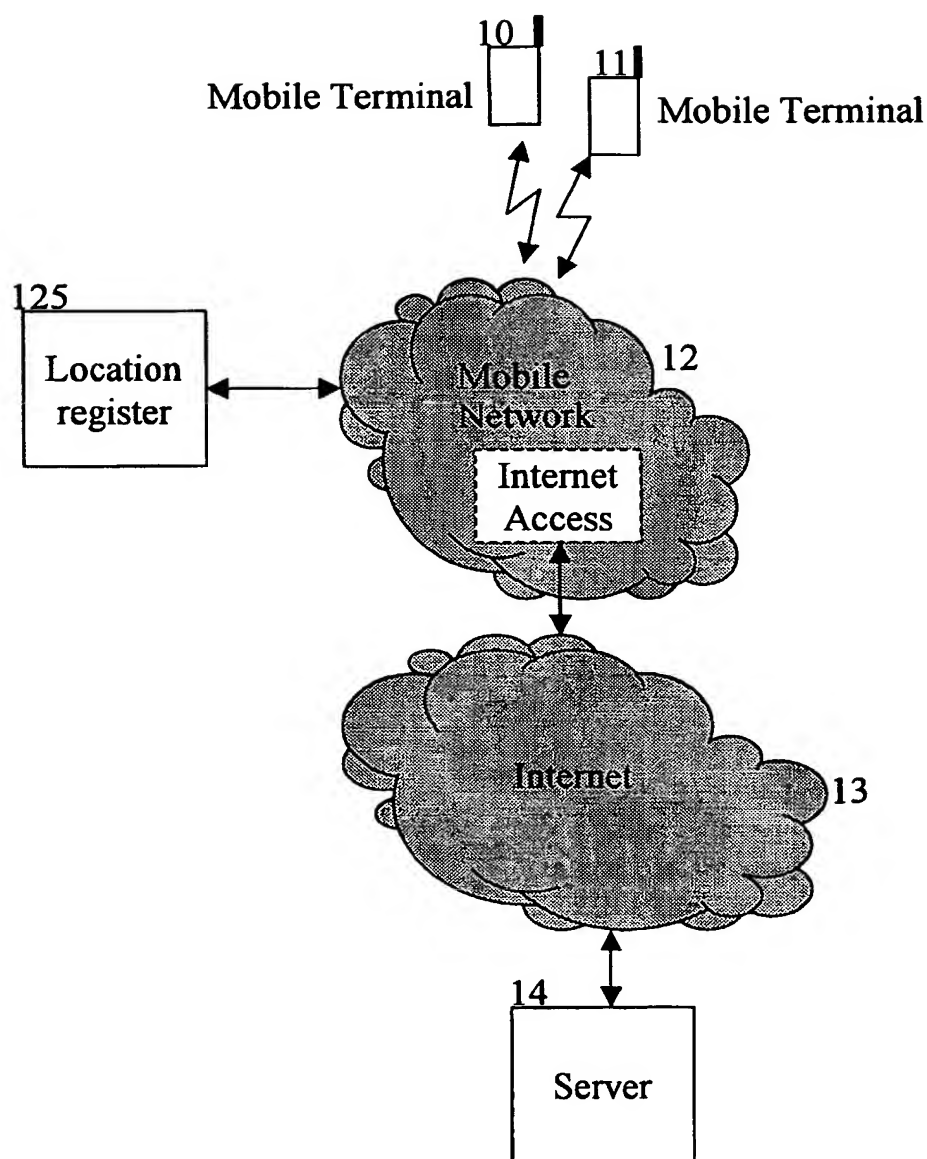 10
11
Mobile Terminal
Mobile Terminal
125
Location
register
12
Mobile
Network
Internet
Access
Internet
13
14
Server